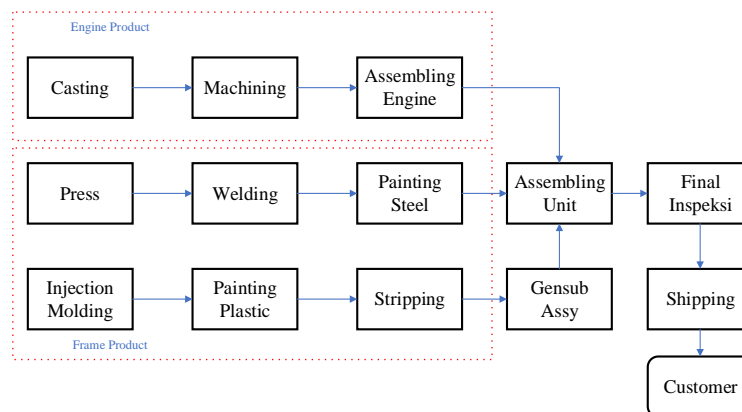 Engine Product
Casting
Machining
Assembling
Engine
Press
Welding
Painting
Steel
Assembling
Unit
Final
Inspeksi
Injection
Molding
Painting
Plastic
Stripping
Gensub
Assy
Shipping
Frame Product
Customer